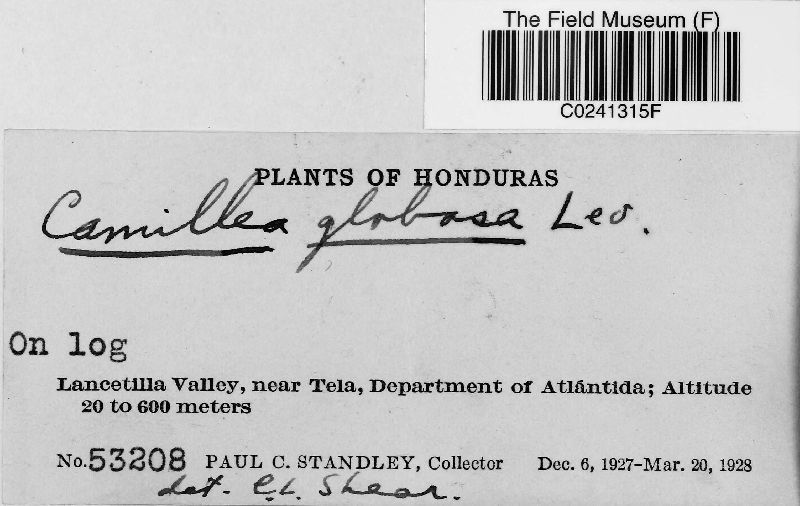 The Field Museum (F)
C0241315F
PLANTS OF HONDURAS
Camillea globosa Lev.
On log
Lancetilla Valley, near Tela, Department of Atlántida; Altitude
20 to 600 meters
No. 53208 PAUL C. STANDLEY, Collector Dec. 6, 1927-Mar. 20, 1928
det. C.L. Shear.